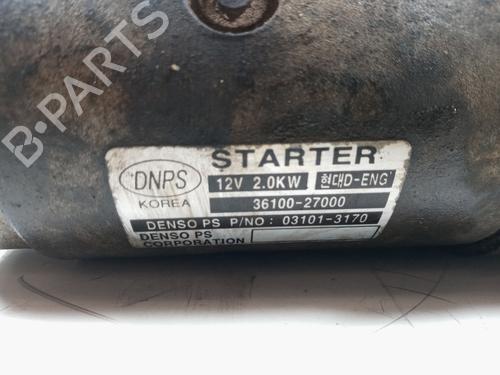 B-PARTS
STARTER
DNPS
12V 2.0KW 현대D-ENG'
KOREA
36100-27000
DENSO PS P/NO : 03101-3170
DENSO PS
CORPORATION